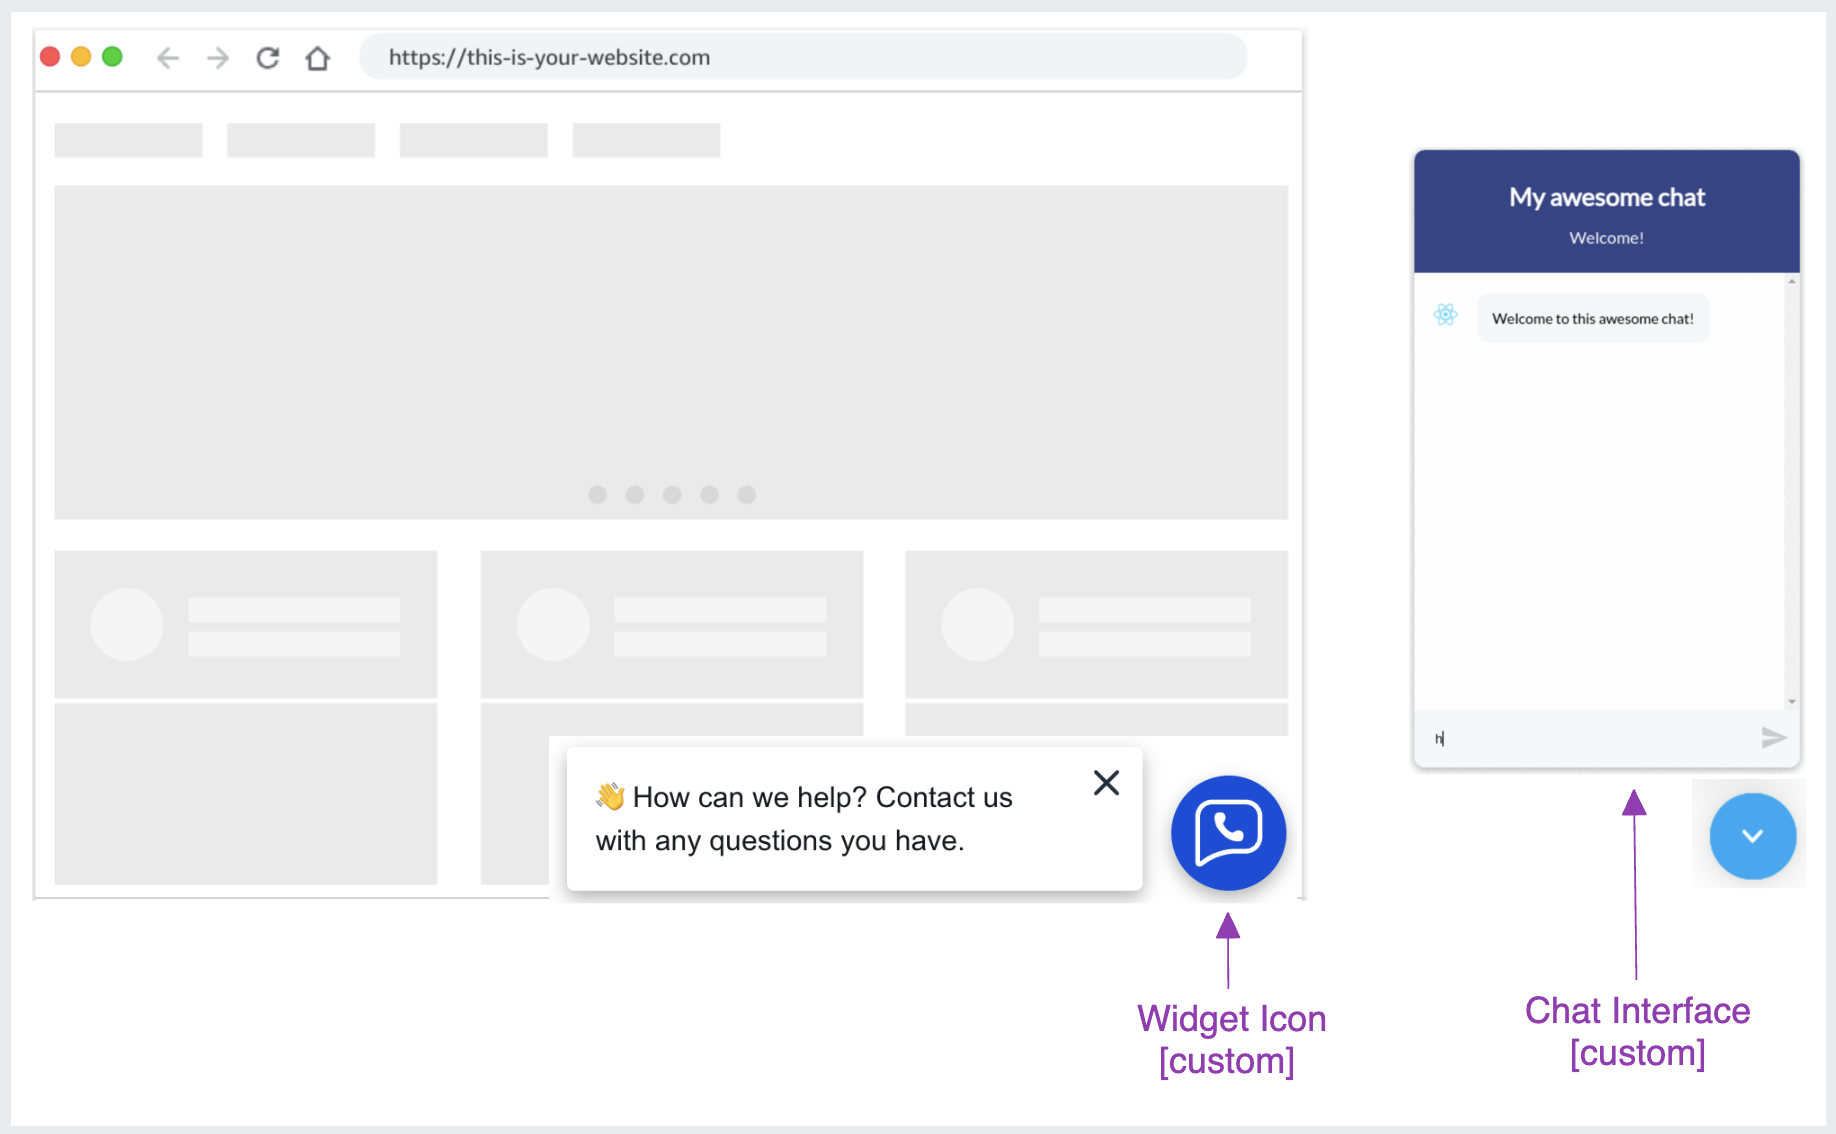 https://this-is-your-website.com
My awesome chat
Welcome!
Welcome to this awesome chat!
h
👋 How can we help? Contact us
with any questions you have.
Widget Icon
[custom]
Chat Interface
[custom]